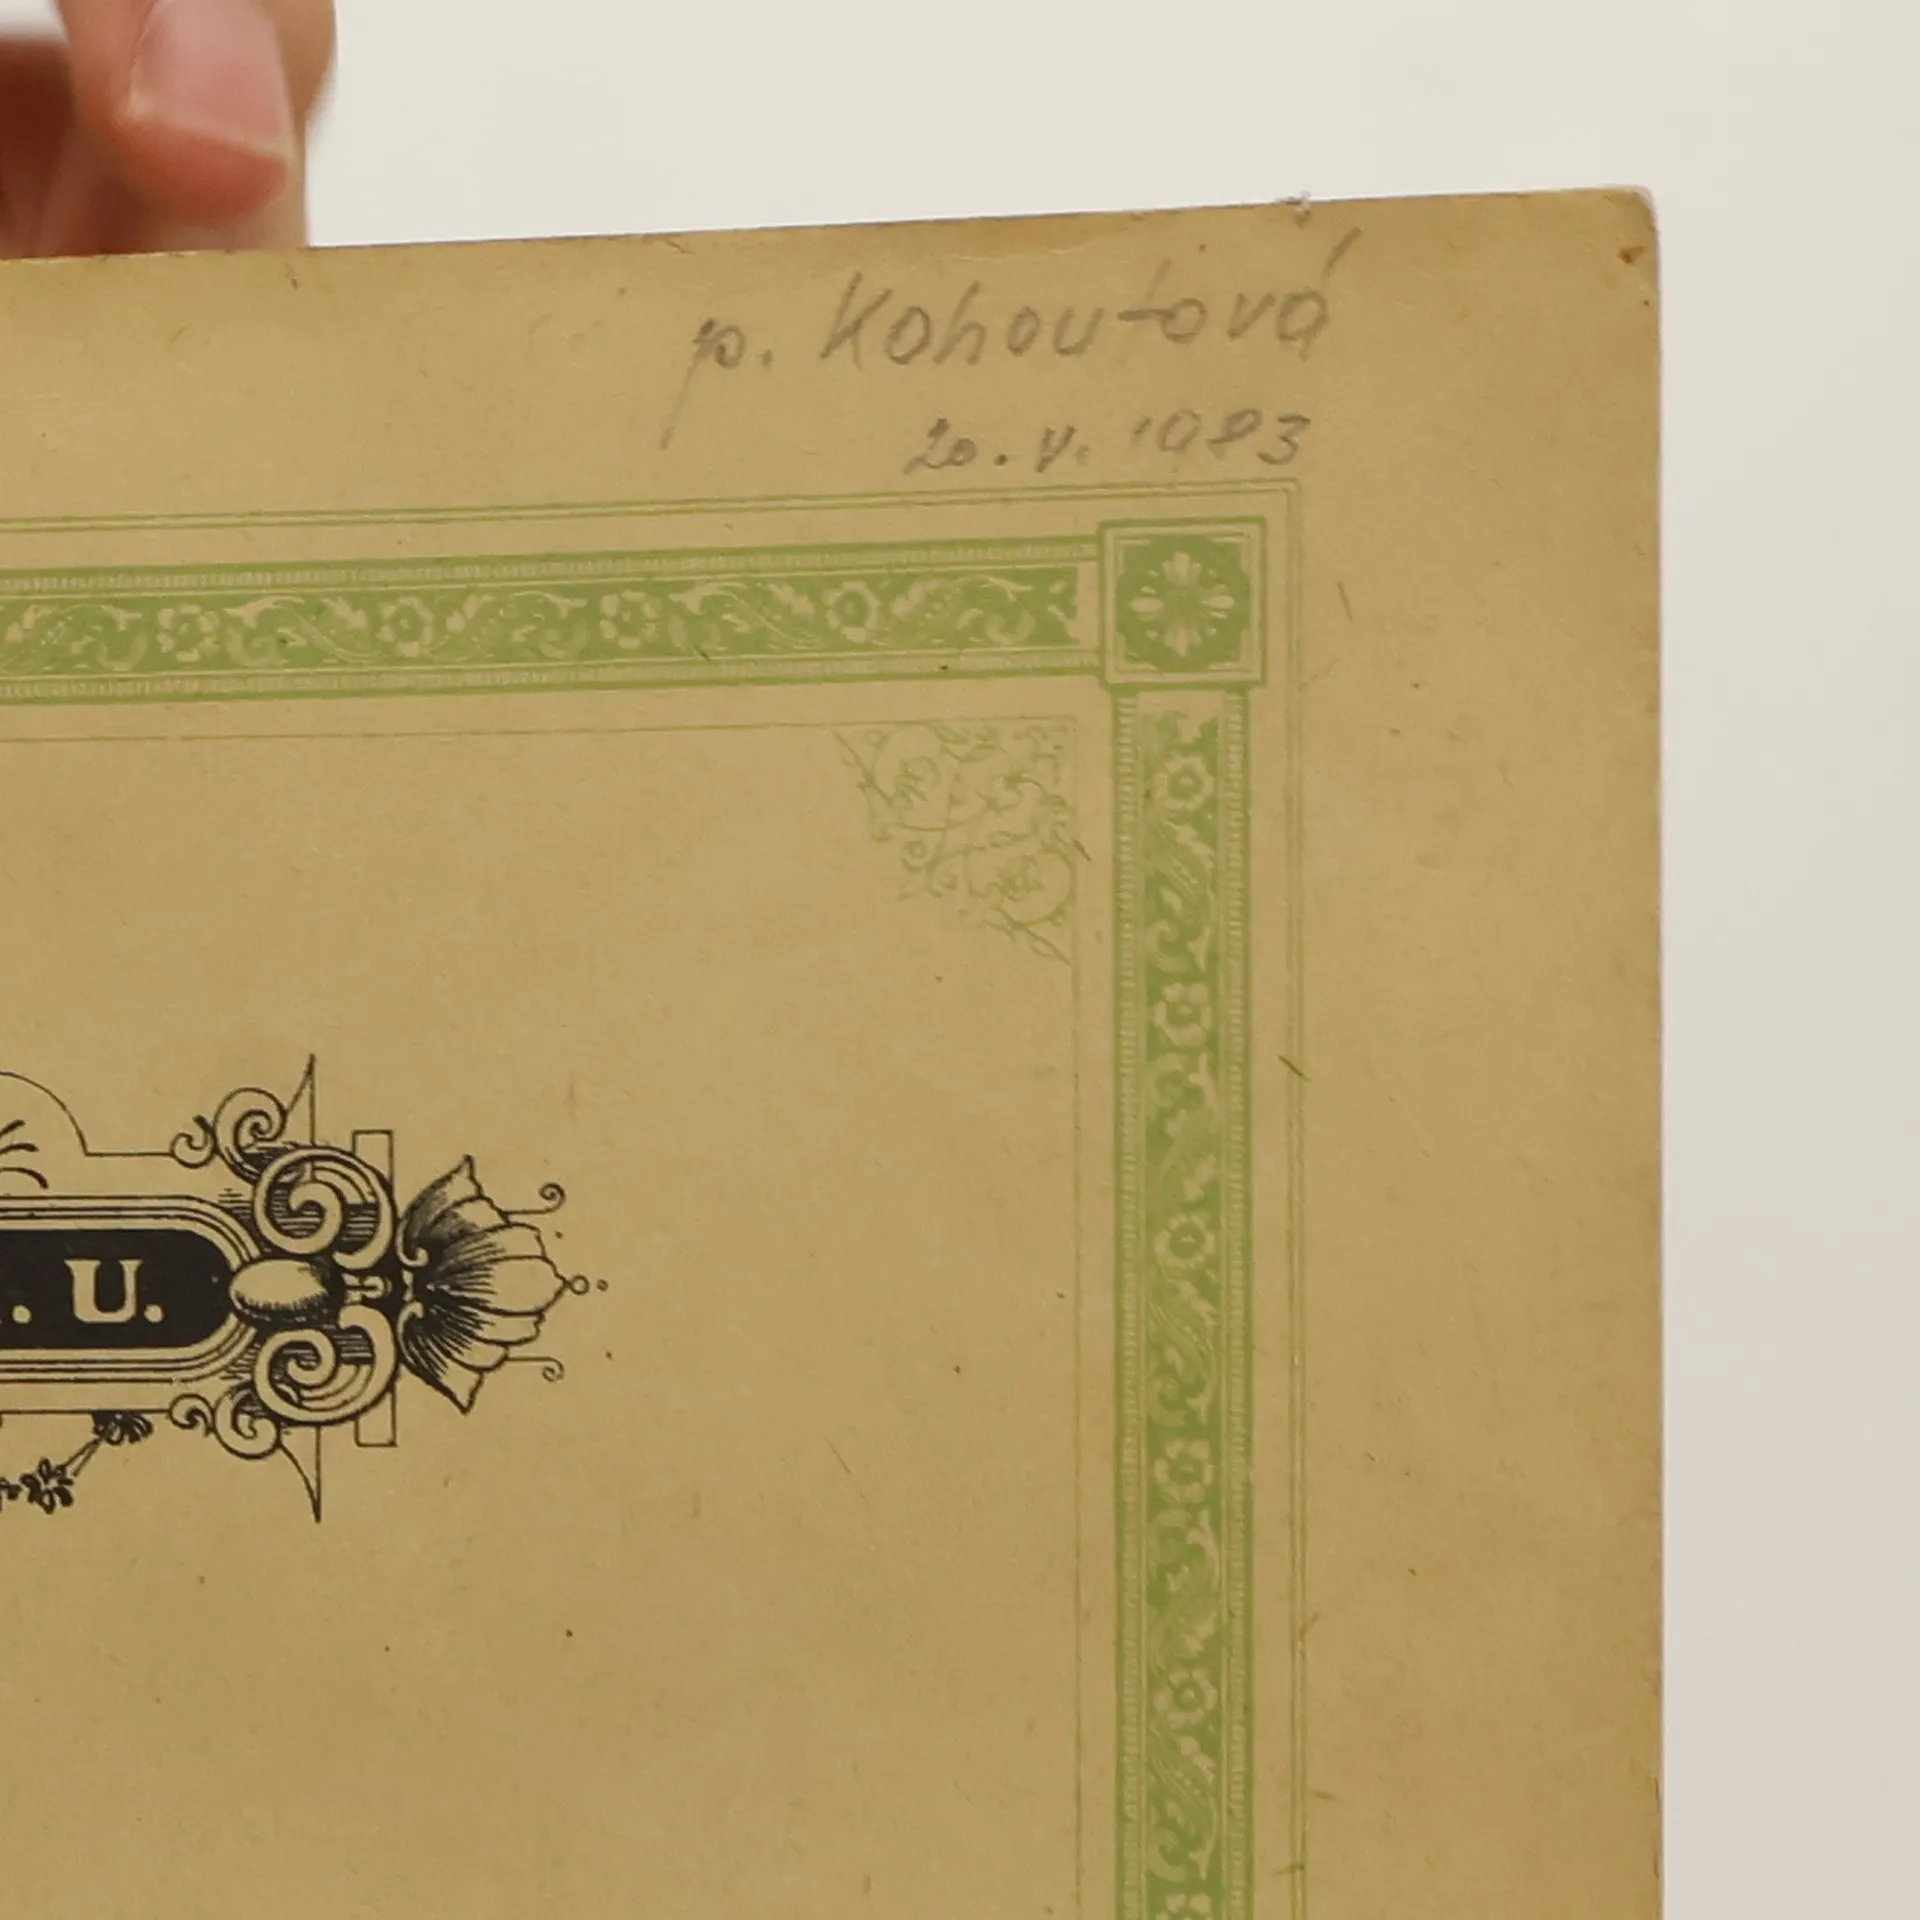 p. Kohoutová
20. V. 1983
. U.